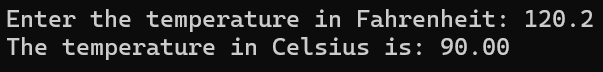 Enter the temperature in Fahrenheit: 120.2
The temperature in Celsius is: 90.00